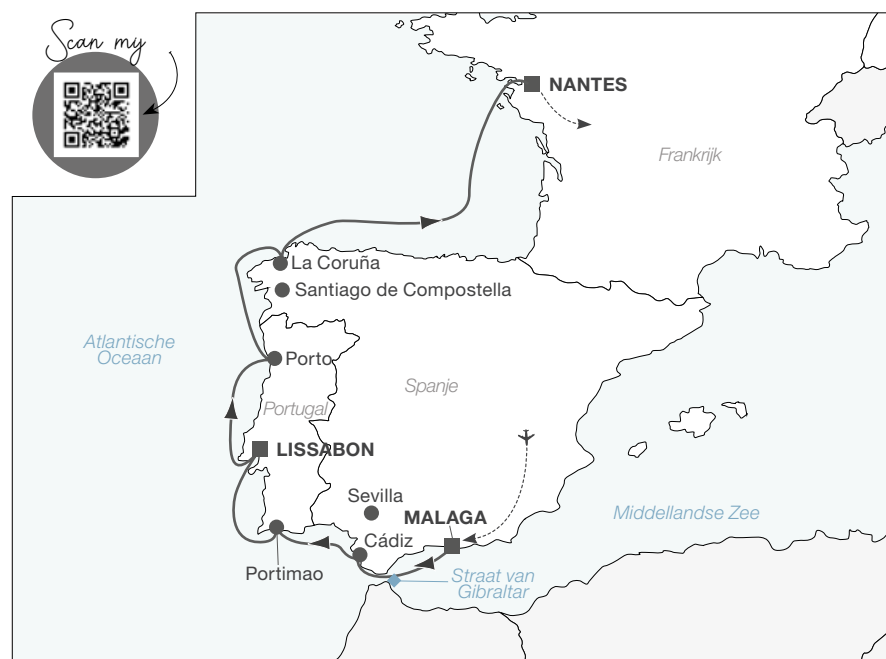 Scan my
NANTES
Frankrijk
La Coruña
Santiago de Compostella
Atlantische
Oceaan
Porto
Spanje
Portugal
LISSABON
Sevilla
MALAGA
Middellandse Zee
Cádiz
Portimao
Straat van
Gibraltar